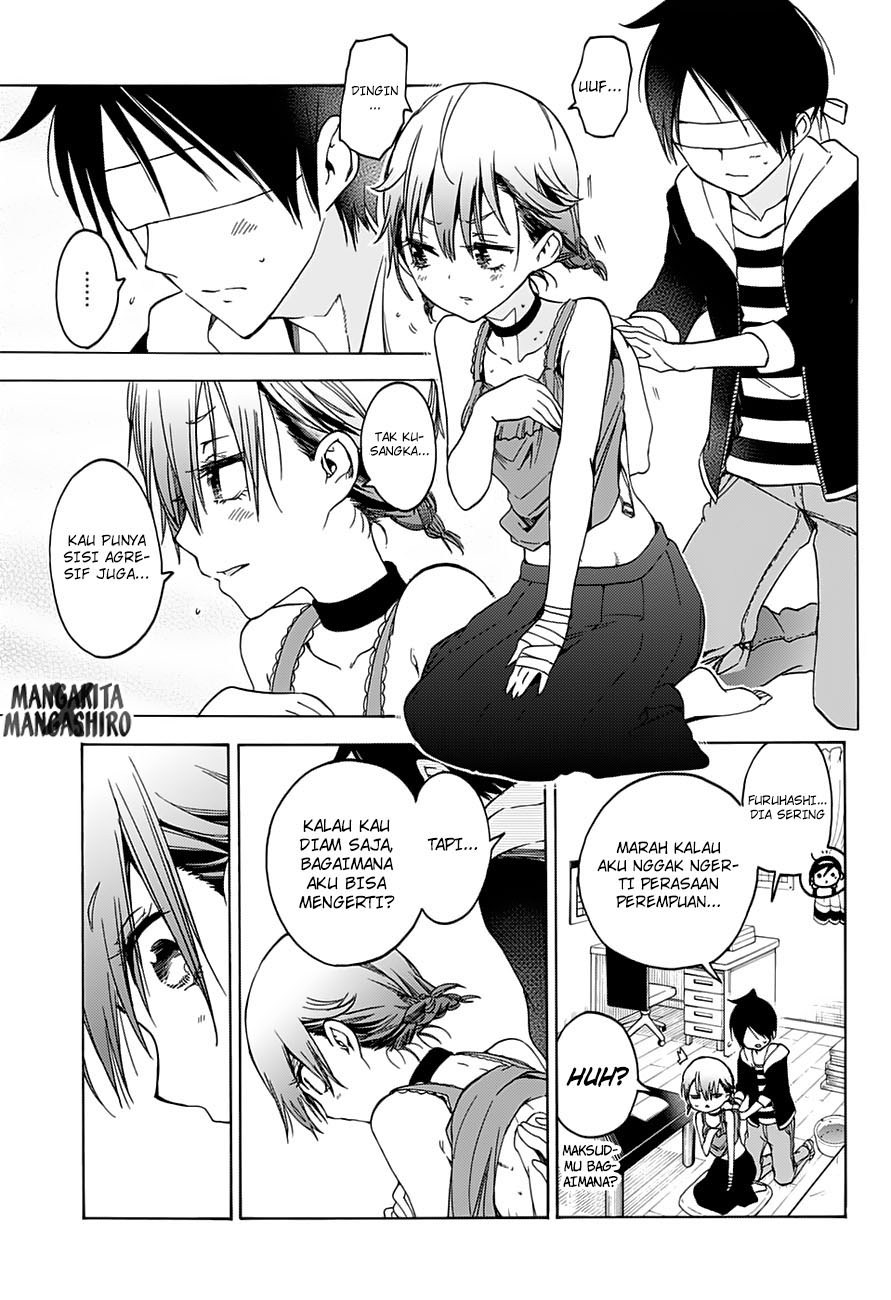 UUF...
DINGIN
...
........
TAK KU-
SANGKA...
KAU PUNYA
SISI AGRE-
SIF JUGA...
MANGAKITA
MANGASHIRO
FURUHASHI...
DIA SERING
MARAH KALAU
AKU NGGAK NGER-
TI PERASAAN
PEREMPUAN...
HUH?
MAKSUD-
MU BAG-
AIMANA?
TAPI...
KALAU KAU
DIAM SAJA,
BAGAIMANA
AKU BISA
MENGERTI?